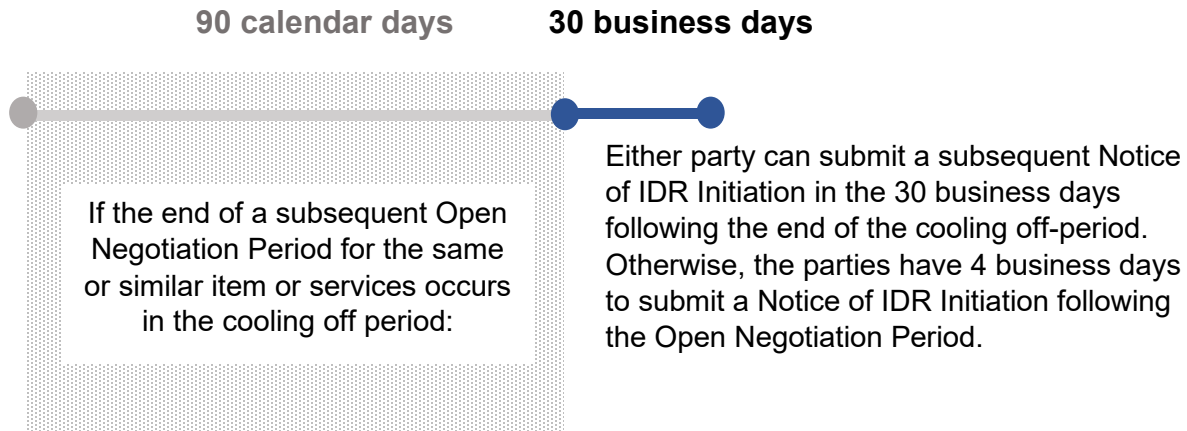 90 calendar days
30 business days
If the end of a subsequent Open
Negotiation Period for the same
or similar item or services occurs
in the cooling off period:
Either party can submit a subsequent Notice
of IDR Initiation in the 30 business days
following the end of the cooling off-period.
Otherwise, the parties have 4 business days
to submit a Notice of IDR Initiation following
the Open Negotiation Period.